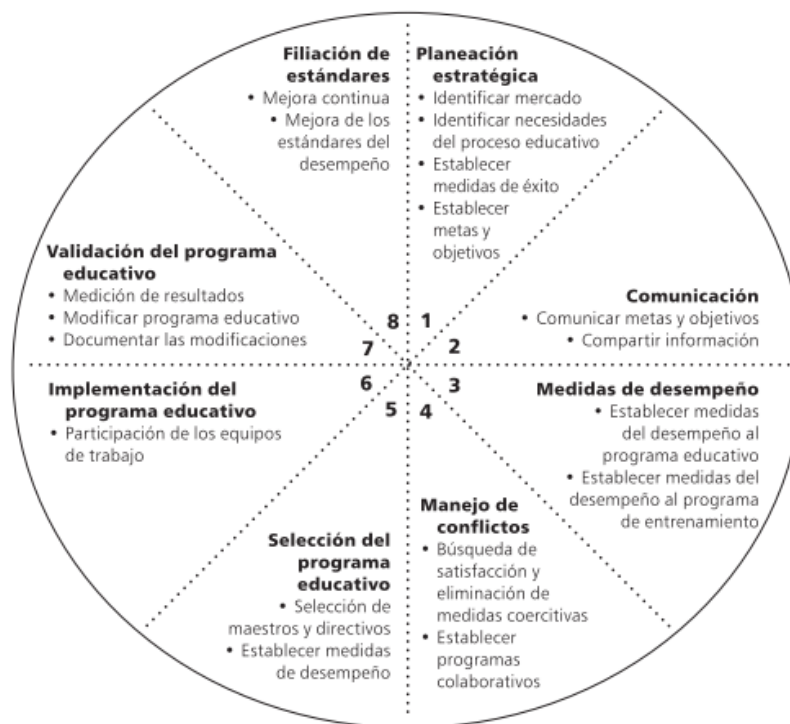 Filiación de
estándares
• Mejora continua
• Mejora de los
estándares del
desempeño
Planeación
estratégica
• Identificar mercado
• Identificar necesidades
del proceso educativo
• Establecer
medidas de éxito
• Establecer
metas y
objetivos
Validación del programa
educativo
• Medición de resultados
• Modificar programa educativo
• Documentar las modificaciones
Comunicación
• Comunicar metas y objetivos
• Compartir información
8 1
7 2
6 3
5 4
Implementación del
programa educativo
• Participación de los equipos
de trabajo
Medidas de desempeño
• Establecer medidas
del desempeño al
programa educativo
• Establecer medidas del
desempeño al programa
de entrenamiento
Selección del
programa
educativo
• Selección de
maestros y directivos
• Establecer medidas
de desempeño
Manejo de
conflictos
• Búsqueda de
satisfacción y
eliminación de
medidas coercitivas
• Establecer
programas
colaborativos